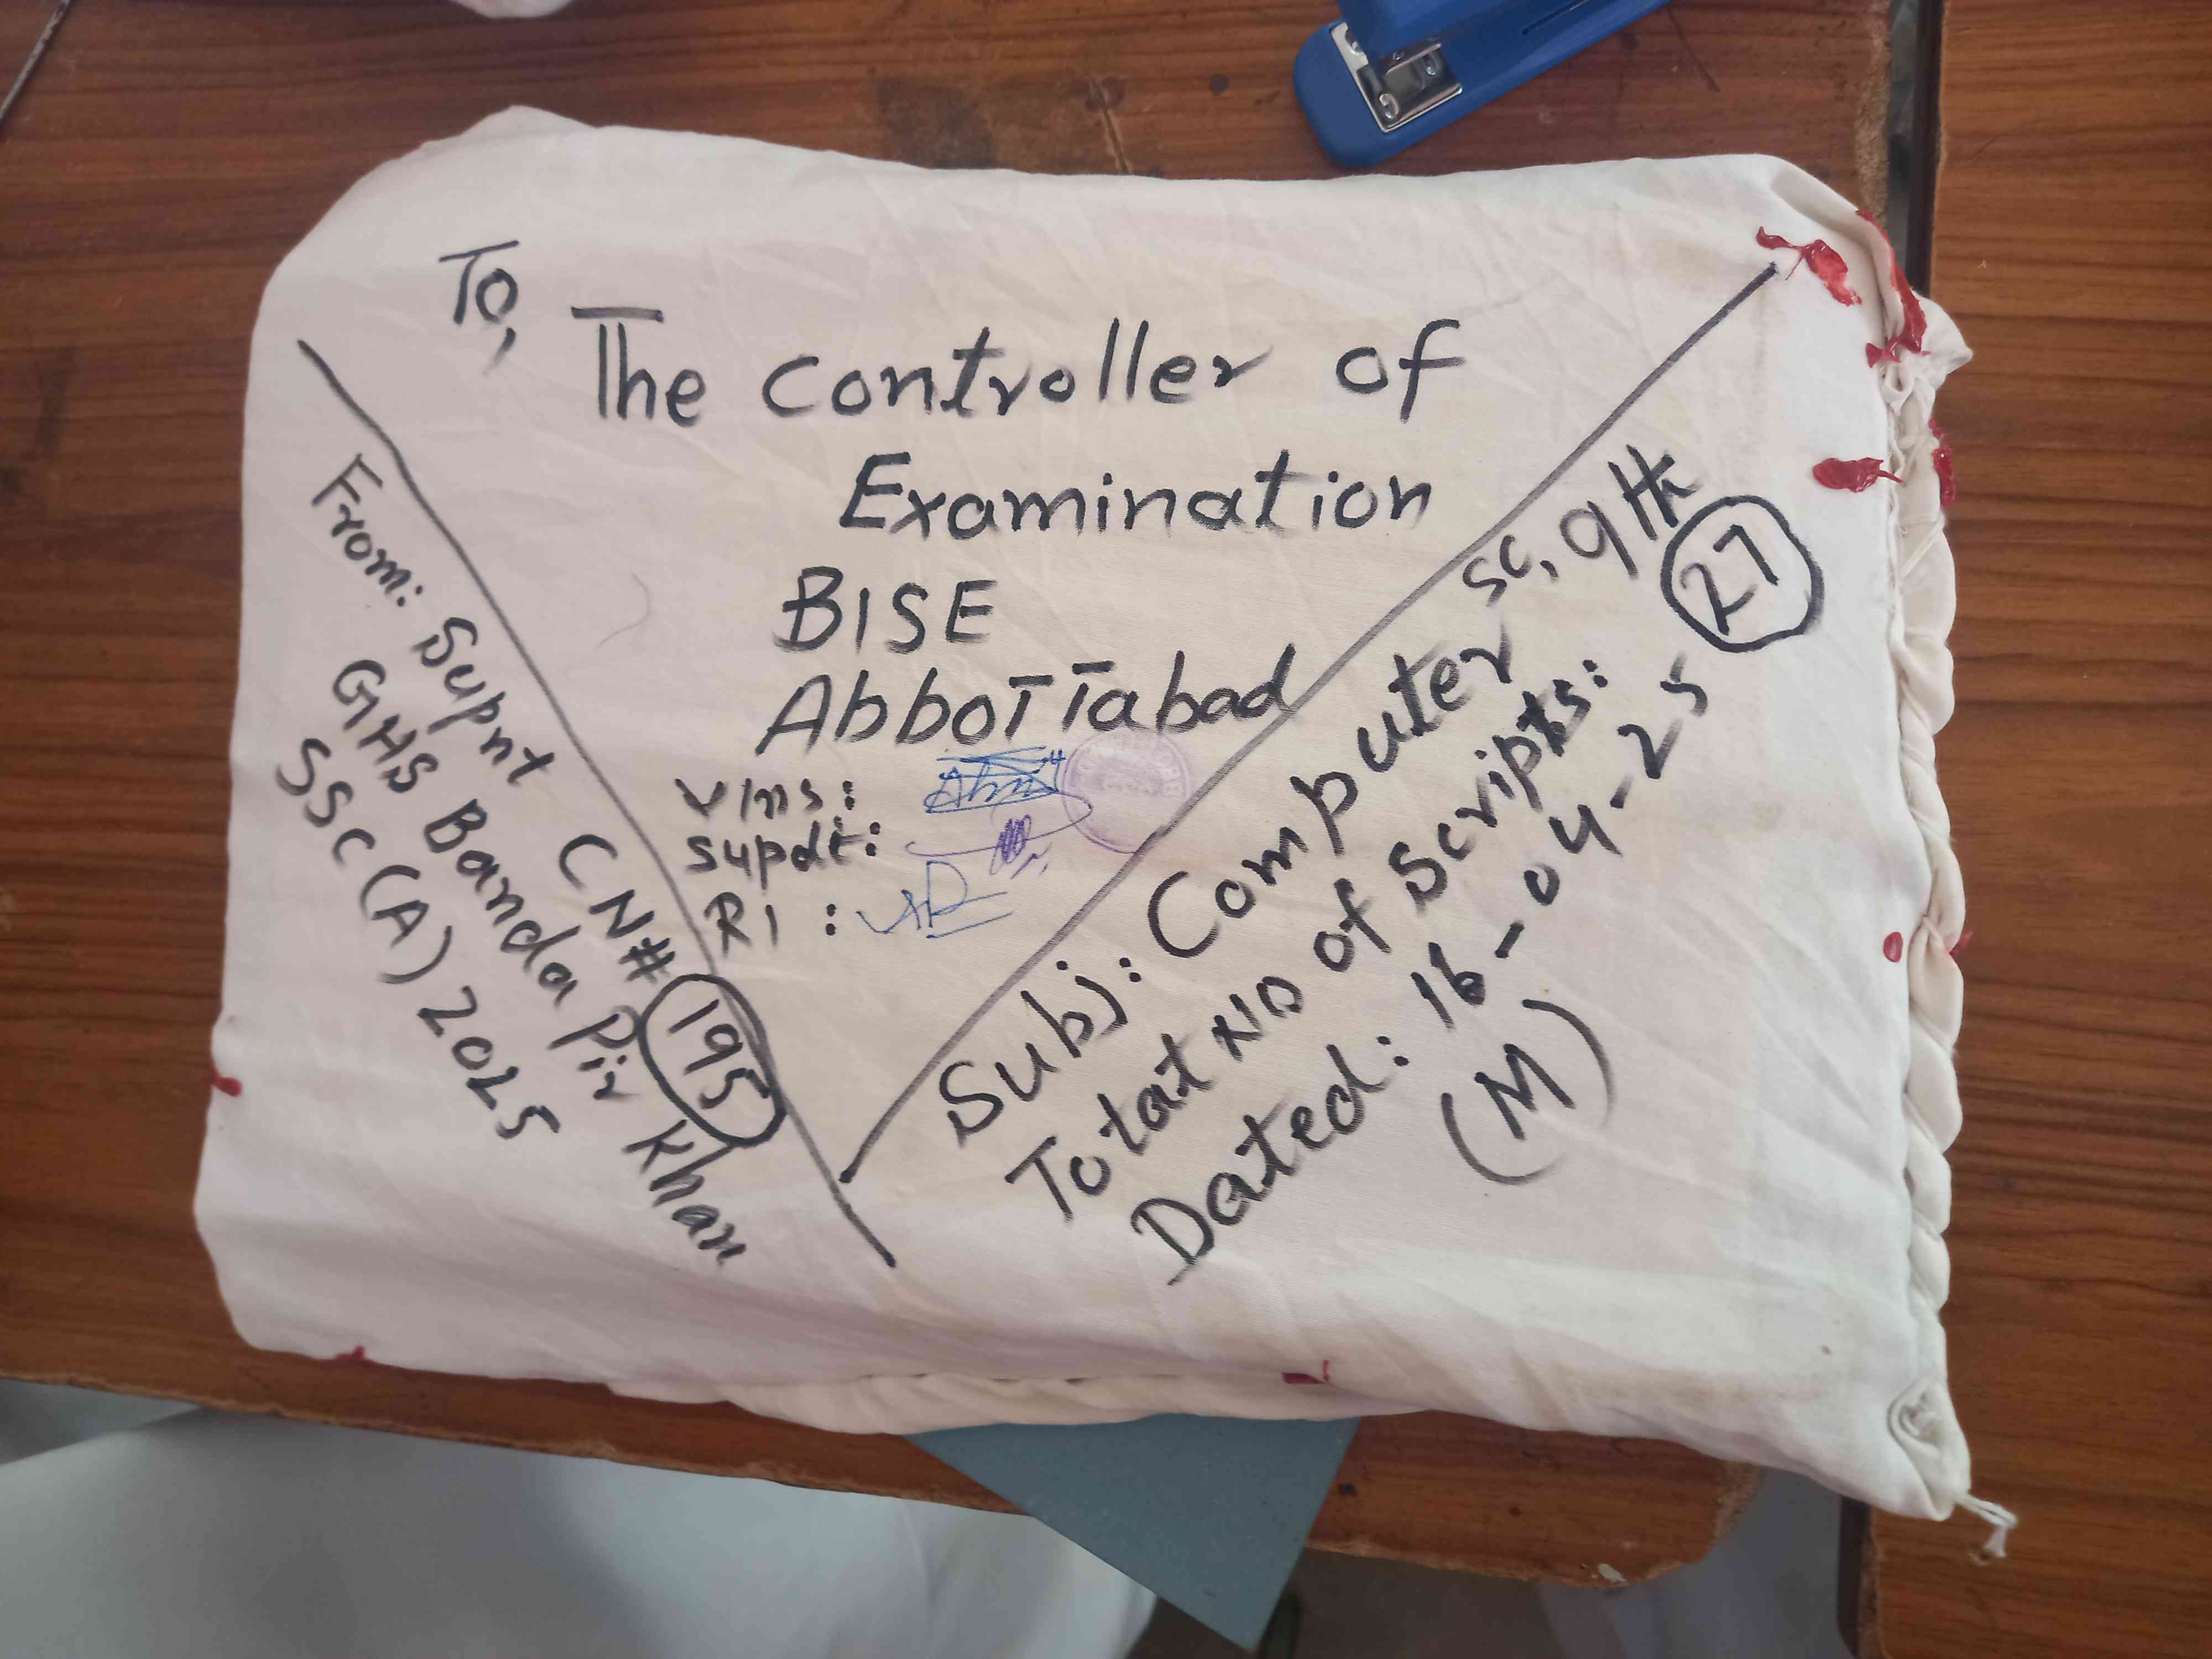 To,
The Controller of
Examination
BISE
Abbottabad
V/ms:
Supdt:
RI :
From: Supnt CN# 195
GHS Banda Pir Khan
SSC (A) 2025
Subj: Computer SC, 9th
Total NO of Scripts: 27
Dated: 16-04-25
(M)